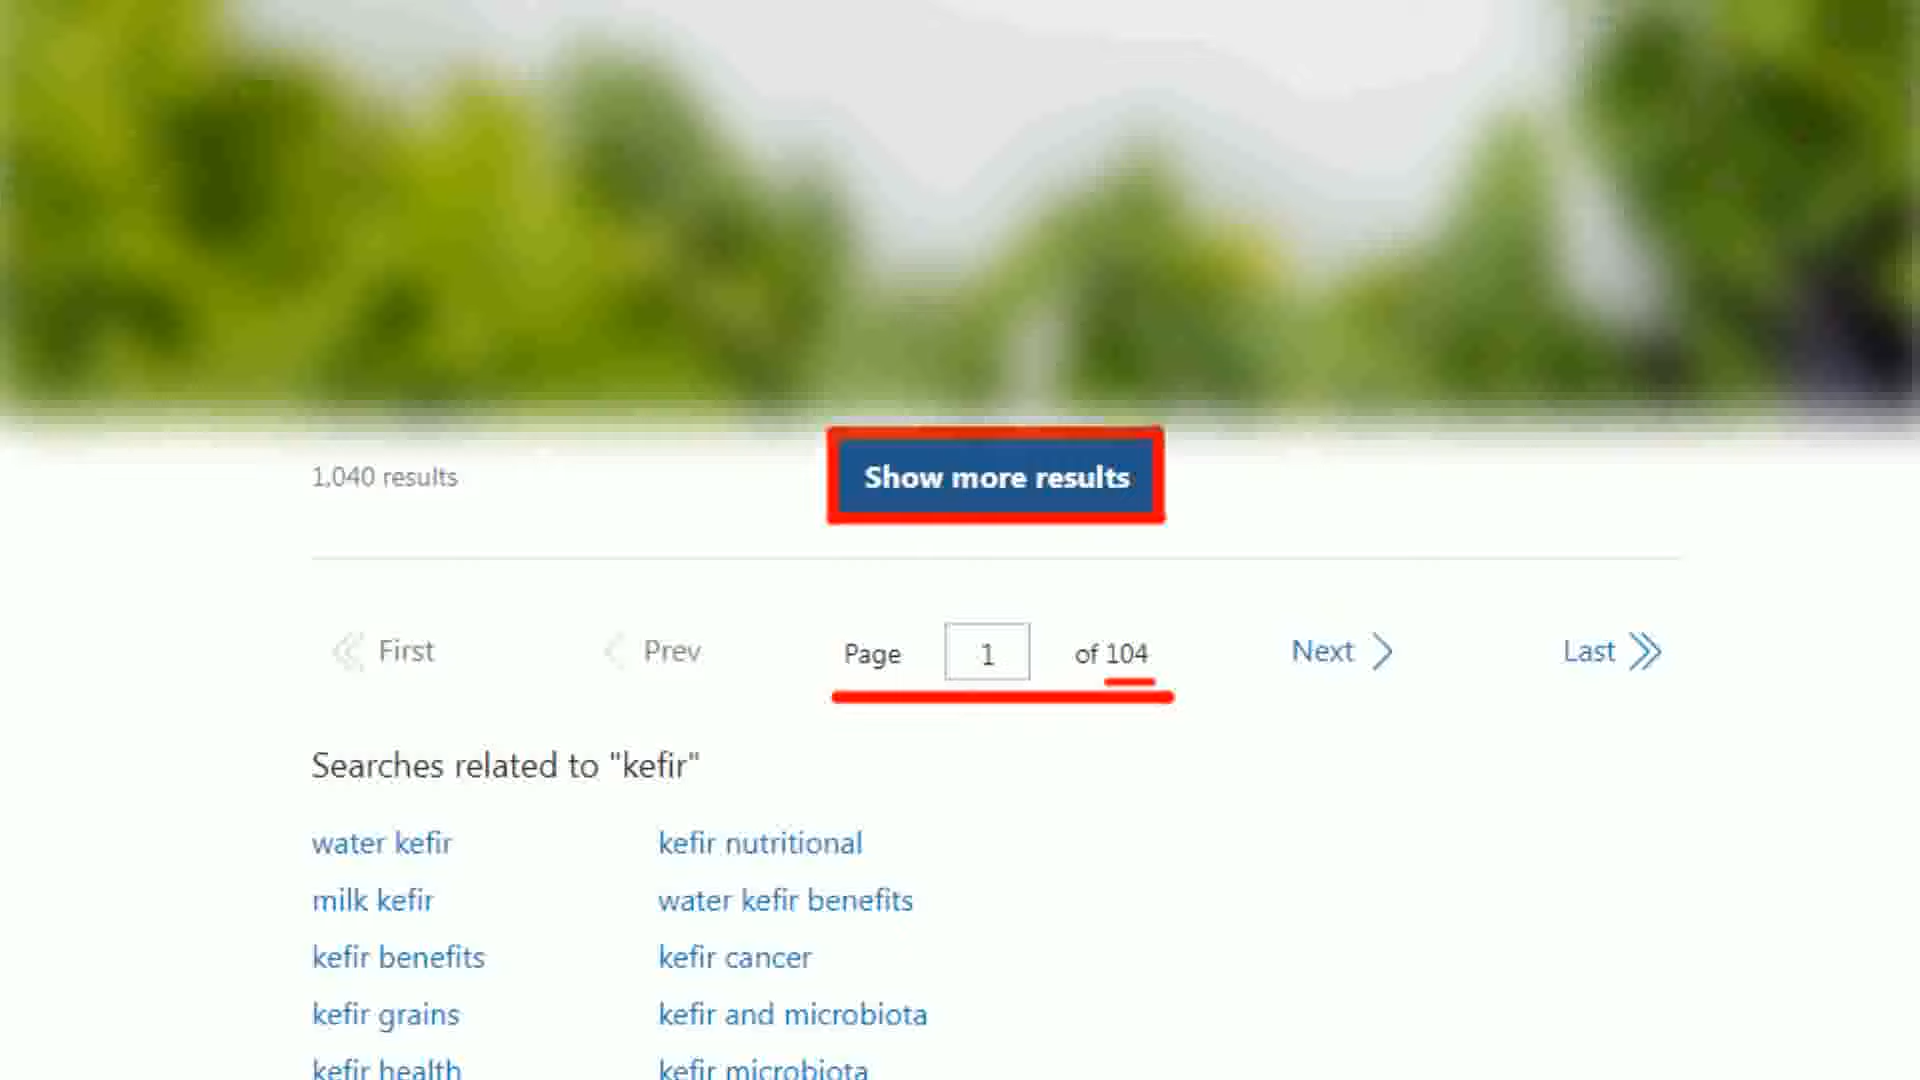 1,040 results
Show more results
First Prev Page 1 of 104 Next Last
Searches related to "kefir"
water kefir kefir nutritional
milk kefir water kefir benefits
kefir benefits kefir cancer
kefir grains kefir and microbiota
kefir health kefir microbiota